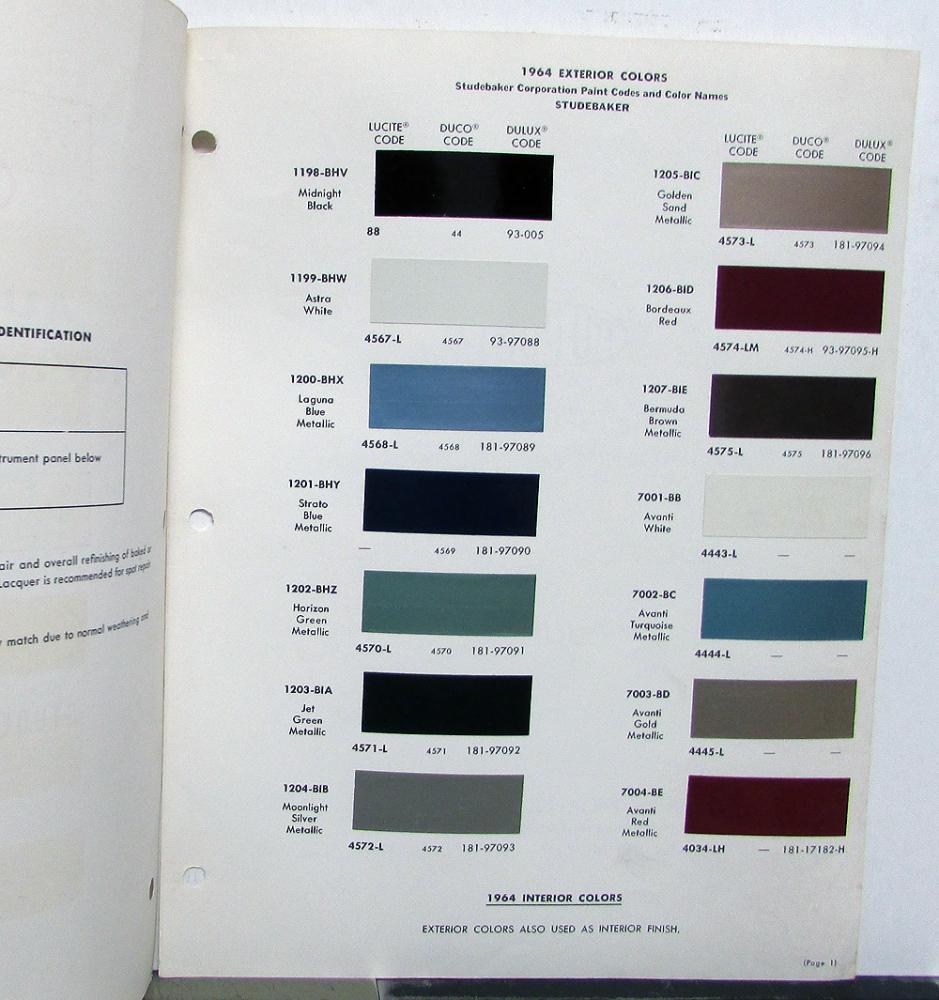 DENTIFICATION
trument panel below
air and overall refinishing of baked or
Lacquer is recommended for spot repair
match due to normal weathering and
1964 EXTERIOR COLORS
Studebaker Corporation Paint Codes and Color Names
STUDEBAKER
LUCITE® DUCO® DULUX®
CODE CODE CODE
1198-BHV
Midnight
Black
88 44 93-005
1199-BHW
Astra
White
4567-L 4567 93-97088
1200-BHX
Laguna
Blue
Metallic
4568-L 4568 181-97089
1201-BHY
Strato
Blue
Metallic
— 4569 181-97090
1202-BHZ
Horizon
Green
Metallic
4570-L 4570 181-97091
1203-BIA
Jet
Green
Metallic
4571-L 4571 181-97092
1204-BIB
Moonlight
Silver
Metallic
4572-L 4572 181-97093
LUCITE® DUCO® DULUX®
CODE CODE CODE
1205-BIC
Golden
Sand
Metallic
4573-L 4573 181-97094
1206-BID
Bordeaux
Red
4574-LM 4574-H 93-97095-H
1207-BIE
Bermuda
Brown
Metallic
4575-L 4575 181-97096
7001-BB
Avanti
White
4443-L — —
7002-BC
Avanti
Turquoise
Metallic
4444-L — —
7003-BD
Avanti
Gold
Metallic
4445-L — —
7004-BE
Avanti
Red
Metallic
4034-LH — 181-17182-H
1964 INTERIOR COLORS
EXTERIOR COLORS ALSO USED AS INTERIOR FINISH.
(Page 1)